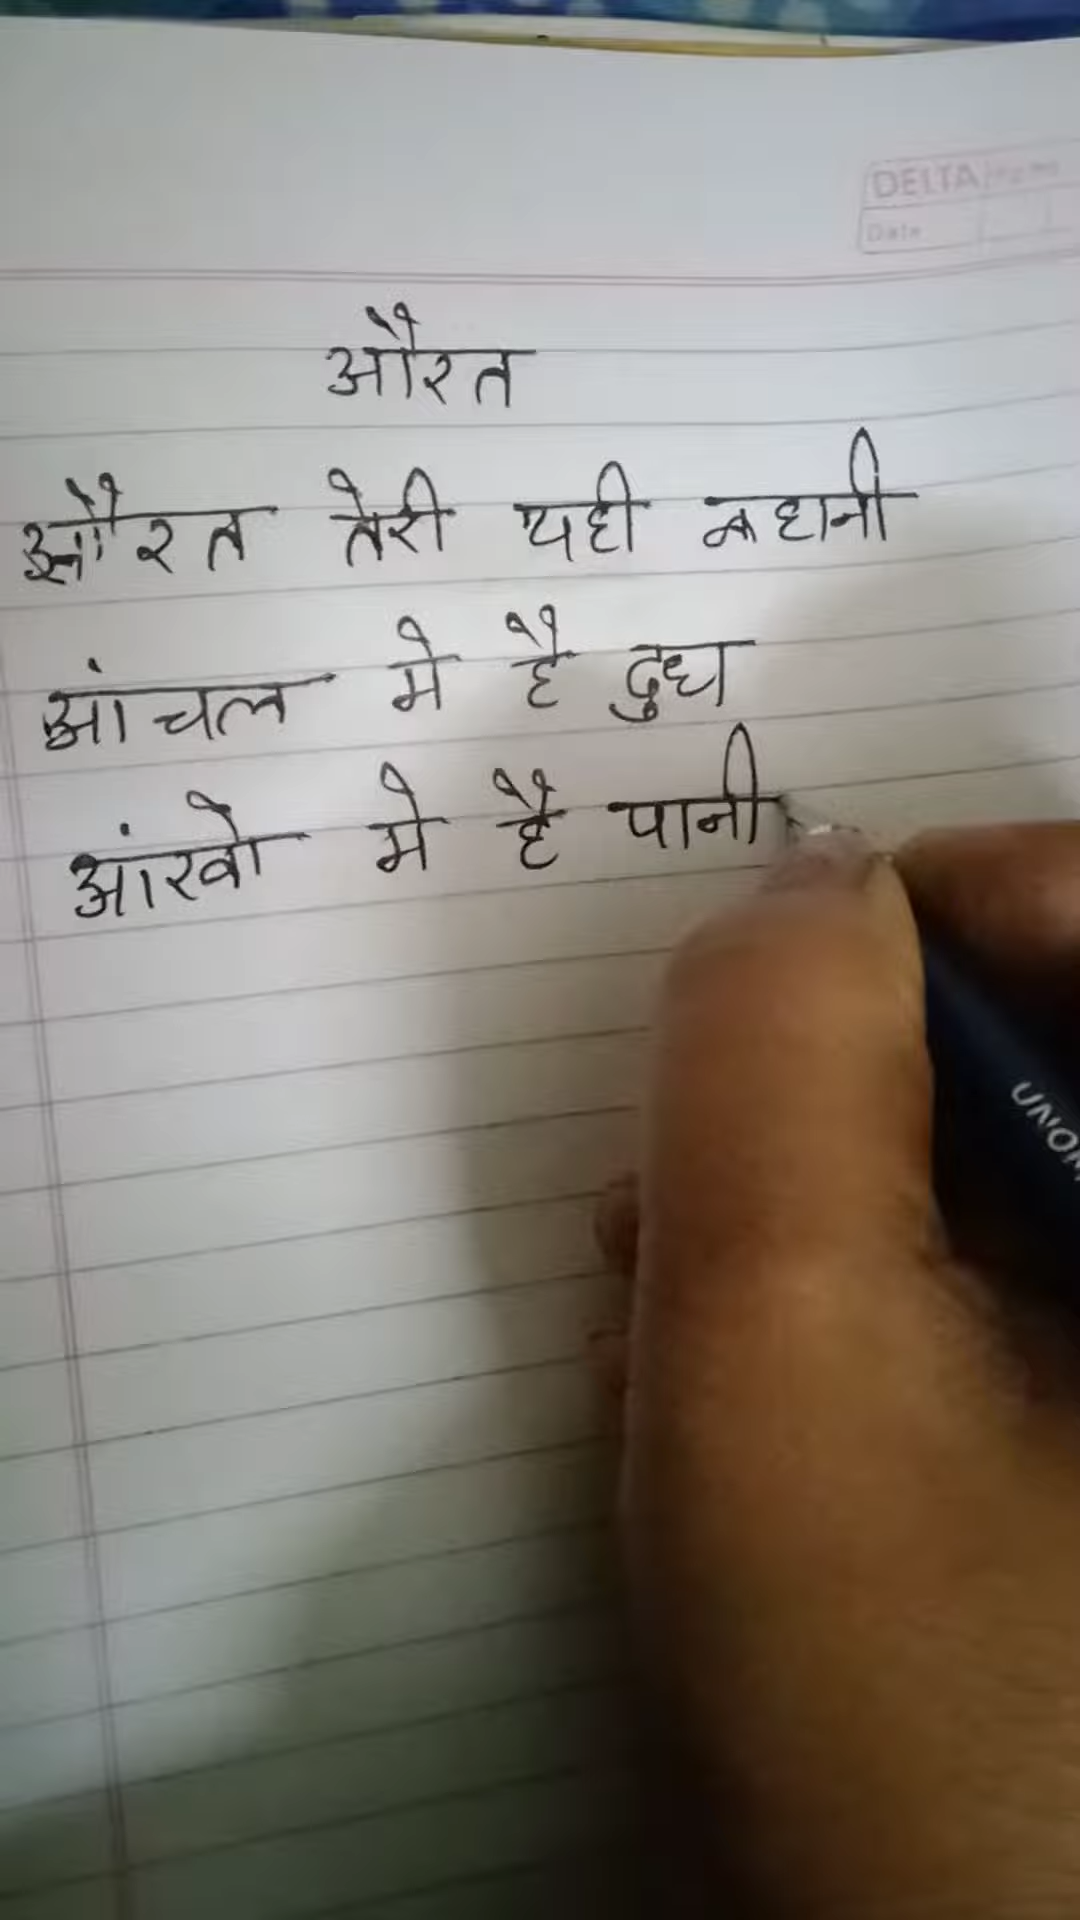 DELTA
Date
औरत
औरत तेरी यही कहानी
आंचल मे है दुध
आंखो मे है पानी